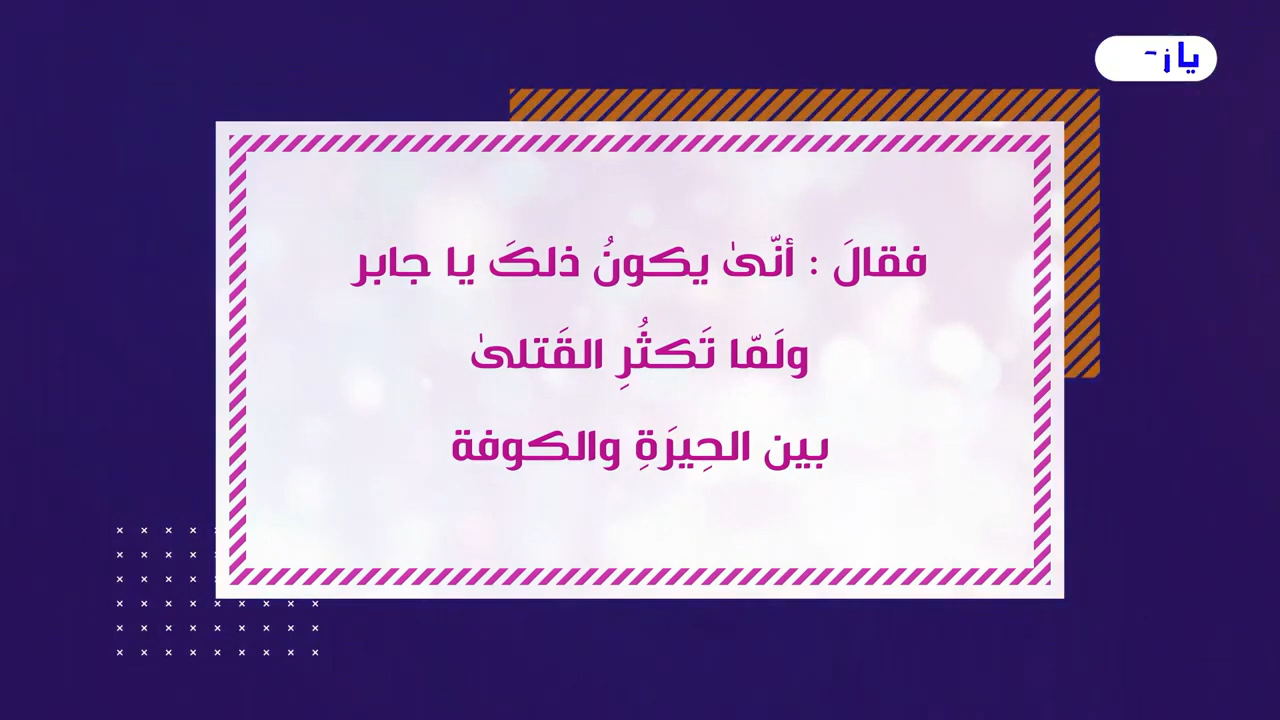 فقالَ : أنّىٰ يكونُ ذلكَ يا جابر
ولَمّا تَكثُرِ القَتلىٰ
بين الحِيرَةِ والكوفة